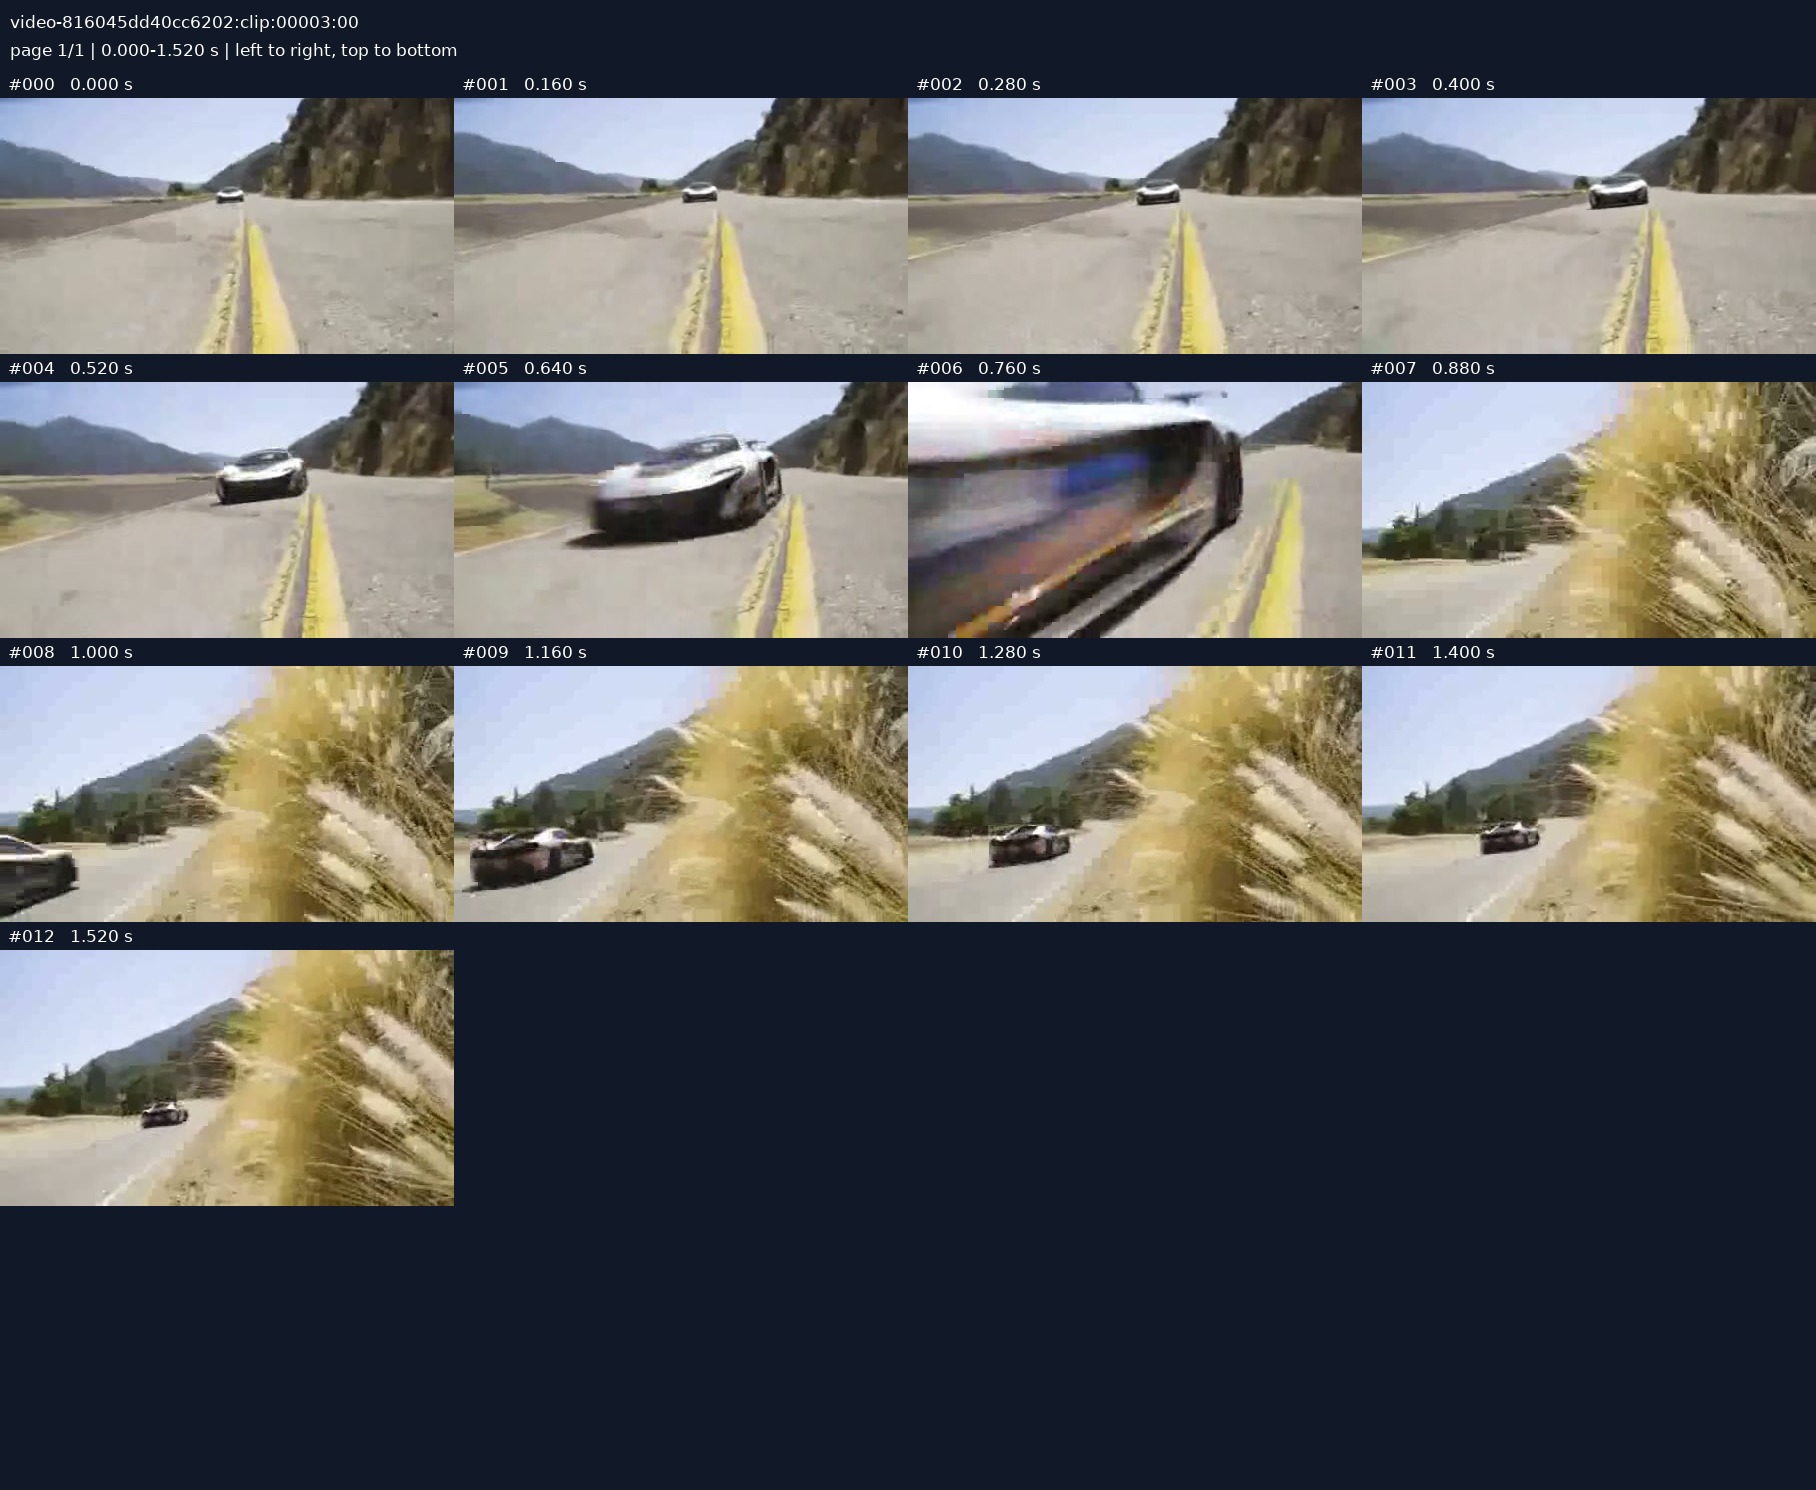 video-816045dd40cc6202:clip:00003:00
page 1/1 | 0.000-1.520 s | left to right, top to bottom
#000 0.000 s
#001 0.160 s
#002 0.280 s
#003 0.400 s
#004 0.520 s
#005 0.640 s
#006 0.760 s
#007 0.880 s
#008 1.000 s
#009 1.160 s
#010 1.280 s
#011 1.400 s
#012 1.520 s